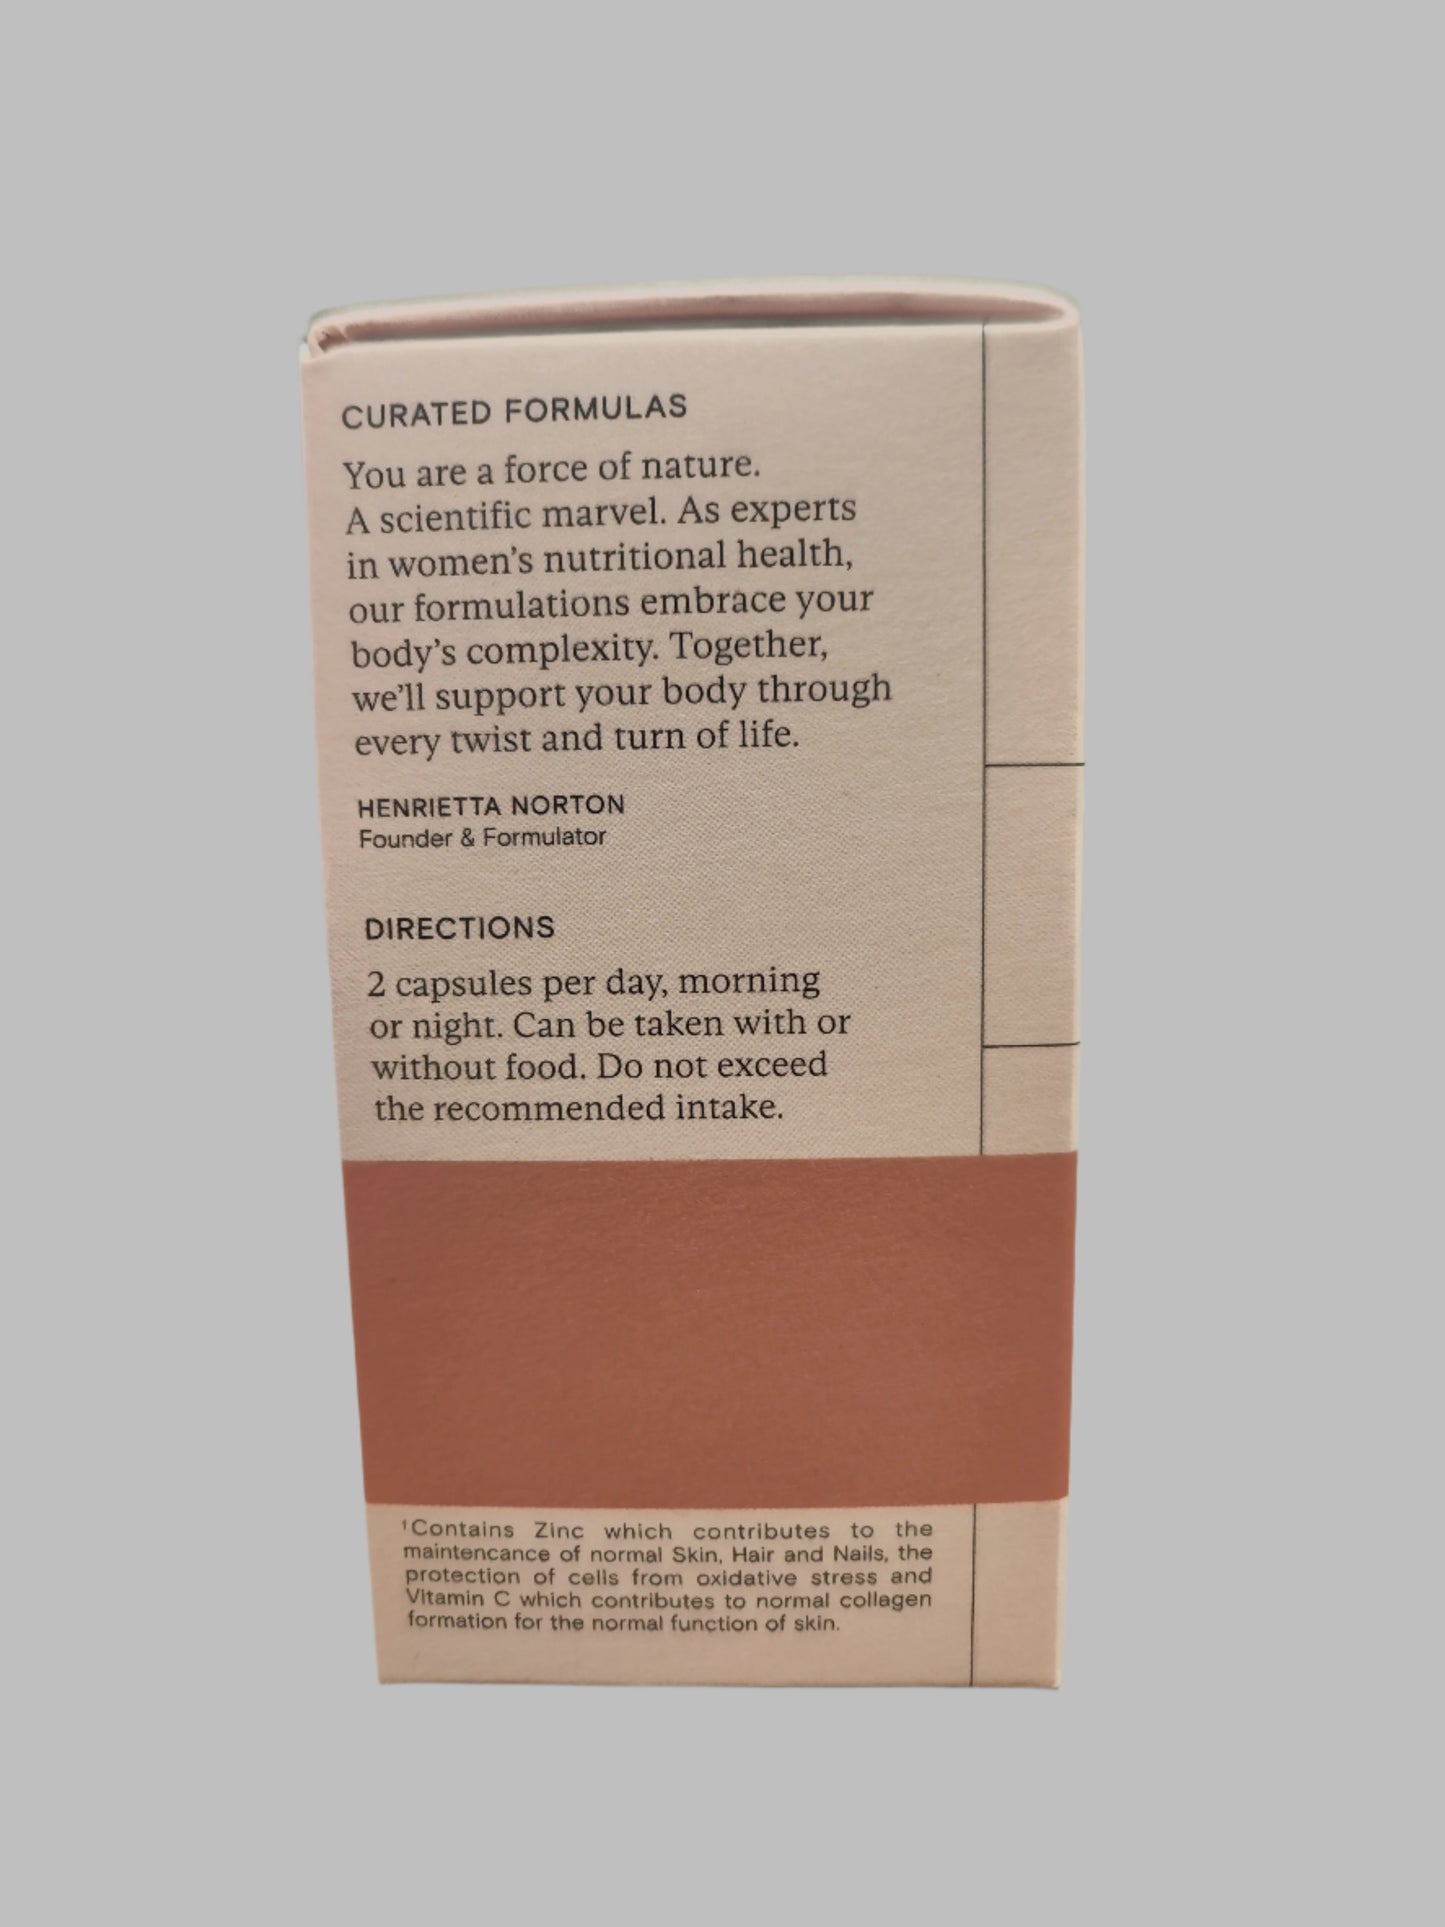 CURATED FORMULAS
You are a force of nature.
A scientific marvel. As experts
in women's nutritional health,
our formulations embrace your
body's complexity. Together,
we'll support your body through
every twist and turn of life.
HENRIETTA NORTON
Founder & Formulator
DIRECTIONS
2 capsules per day, morning
or night. Can be taken with or
without food. Do not exceed
the recommended intake.
¹Contains Zinc which contributes to the
maintencance of normal Skin, Hair and Nails, the
protection of cells from oxidative stress and
Vitamin C which contributes to normal collagen
formation for the normal function of skin.